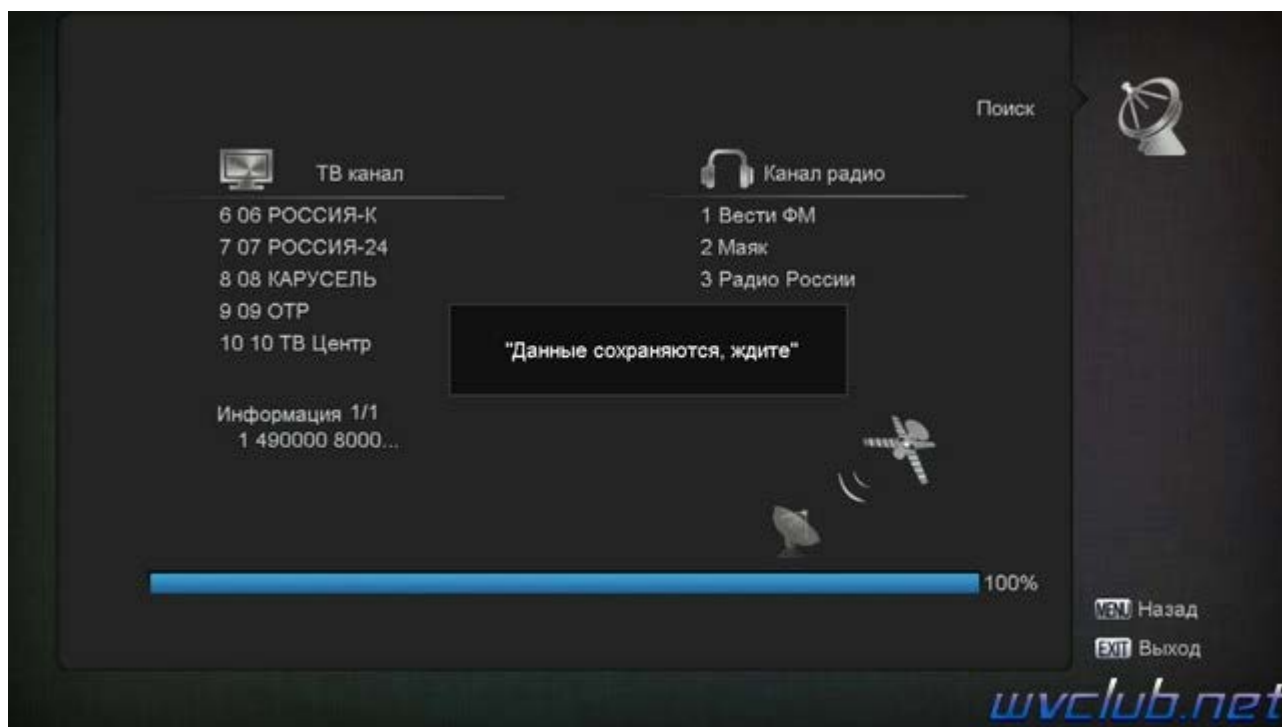 Поиск
ТВ канал
6 06 РОССИЯ-К
7 07 РОССИЯ-24
8 08 КАРУСЕЛЬ
9 09 ОТР
10 10 ТВ Центр
Канал радио
1 Вести ФМ
2 Маяк
3 Радио России
"Данные сохраняются, ждите"
Информация 1/1
1 490000 8000...
100%
MENU Назад
EXIT Выход
wvclub.net